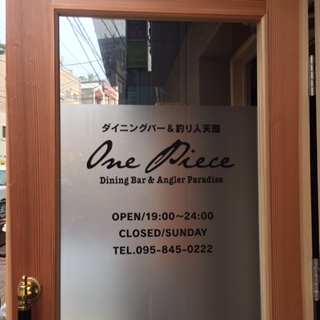 ダイニングバー＆釣り人天国
One Piece
Dining Bar & Angler Paradise
OPEN/19:00～24:00
CLOSED/SUNDAY
TEL.095-845-0222